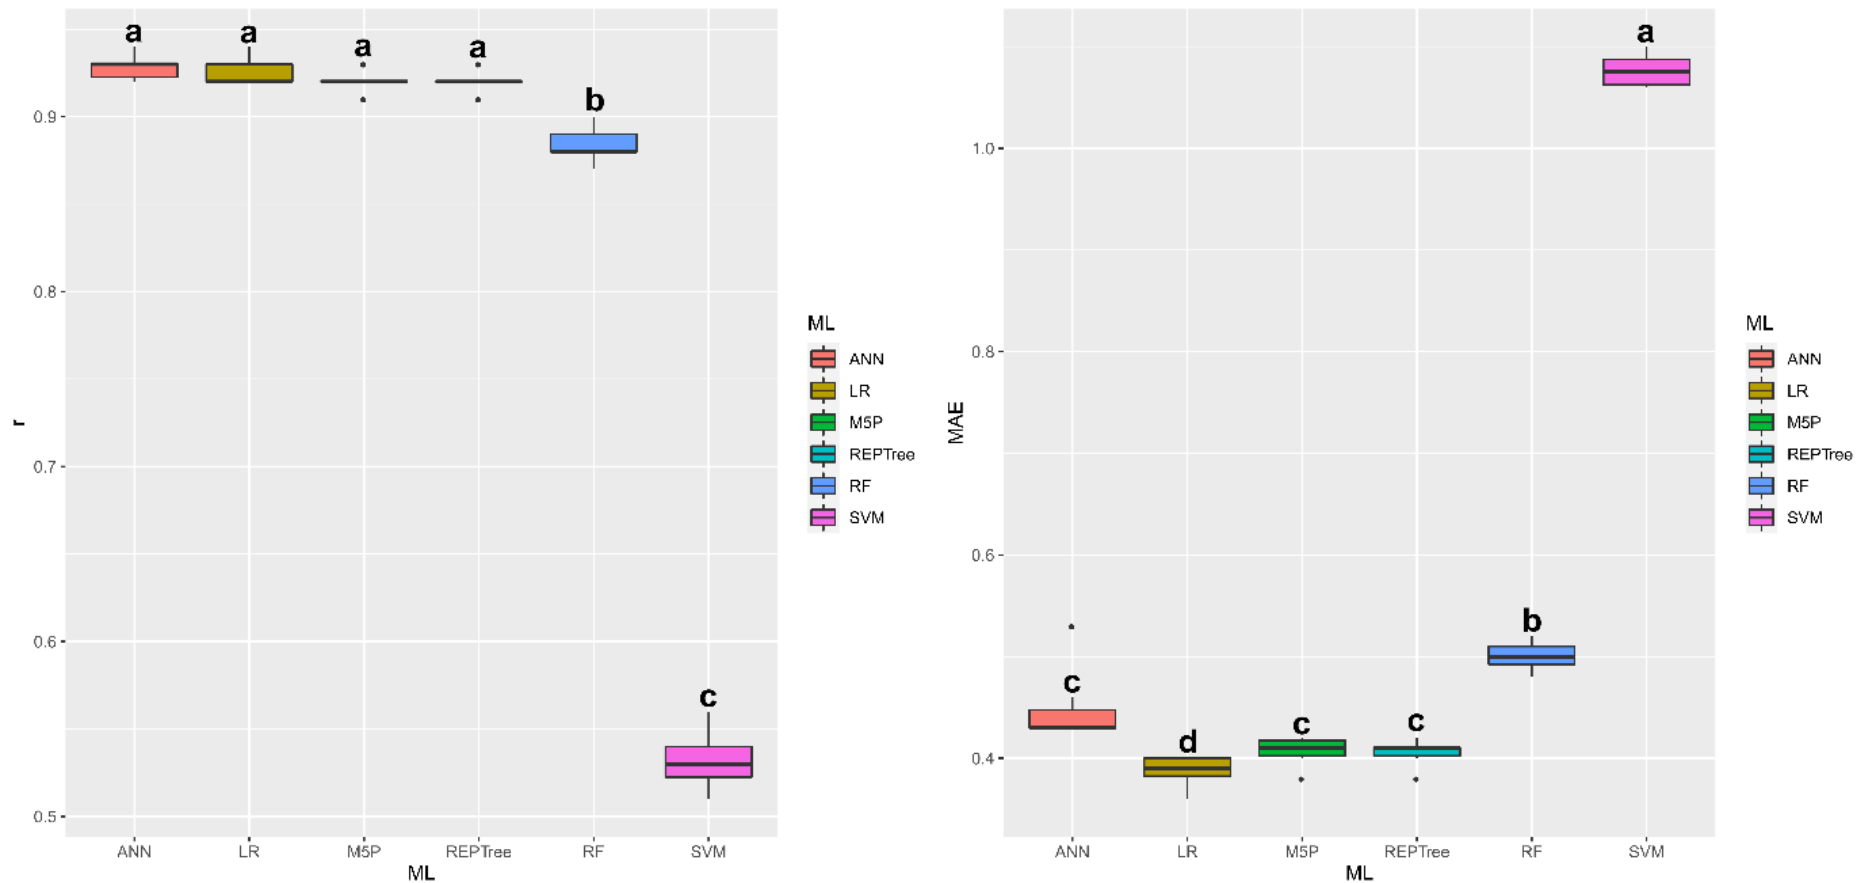 a a a a b c
0.9
0.8
0.7
0.6
0.5
r
ANN LR M5P REPTree RF SVM
ML
ML
ANN
LR
M5P
REPTree
RF
SVM
a b c d c c
1.0
0.8
0.6
0.4
MAE
ANN LR M5P REPTree RF SVM
ML
ML
ANN
LR
M5P
REPTree
RF
SVM